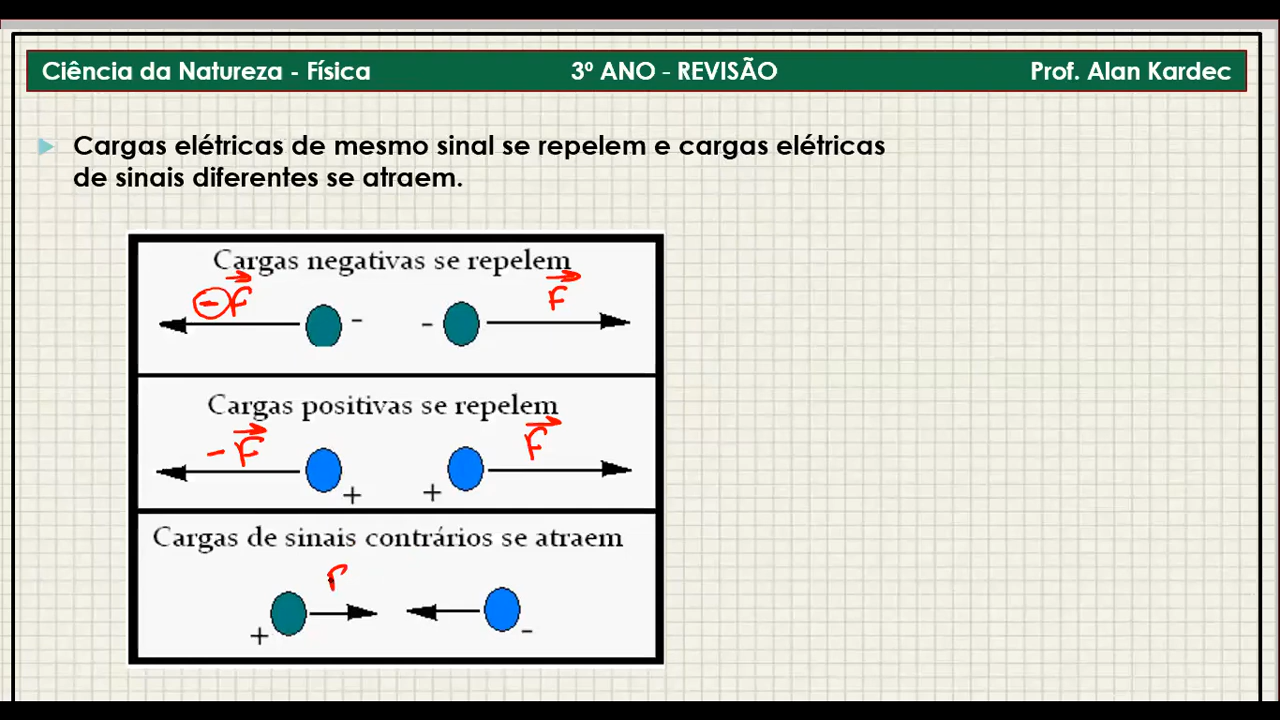 Ciência da Natureza - Física 3º ANO - REVISÃO Prof. Alan Kardec
Cargas elétricas de mesmo sinal se repelem e cargas elétricas
de sinais diferentes se atraem.
Cargas negativas se repelem
-F F
- -
Cargas positivas se repelem
-F F
+ +
Cargas de sinais contrários se atraem
+ -